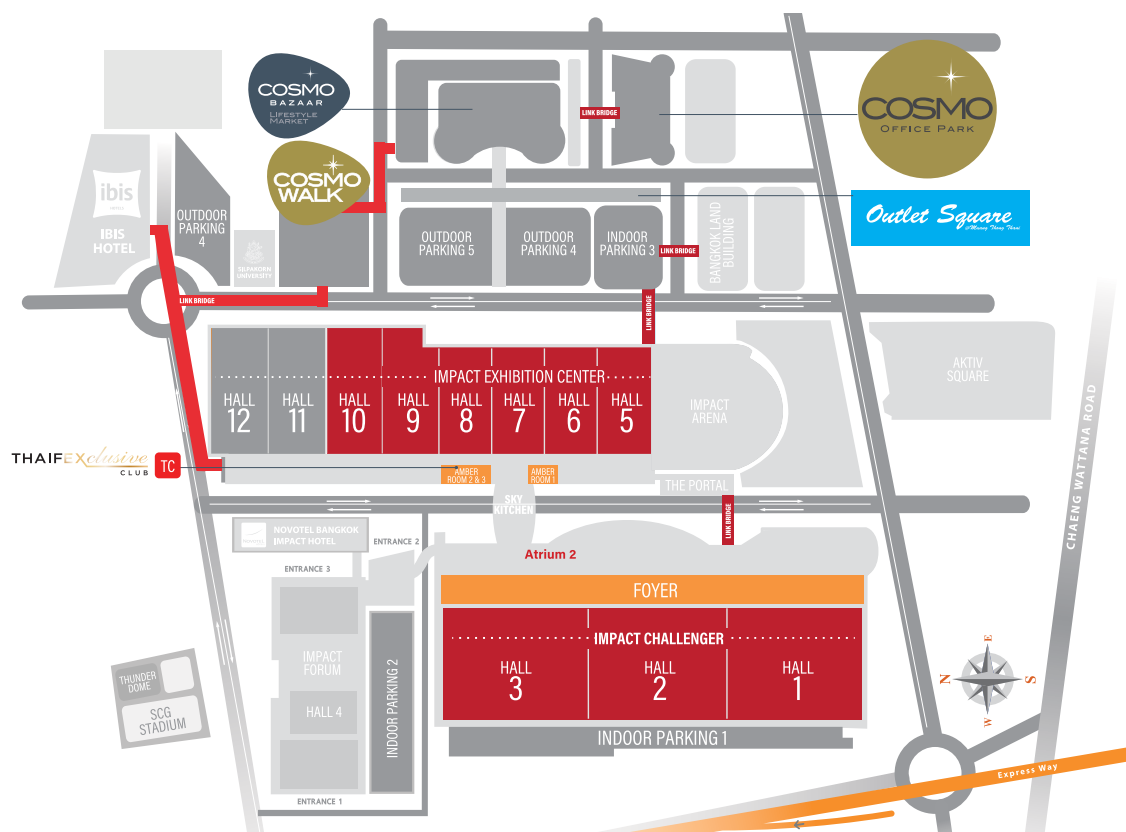 COSMO
BAZAAR
LIFESTYLE
MARKET
COSMO
OFFICE PARK
LINK BRIDGE
COSMO
WALK
ibis
IBIS
HOTEL
OUTDOOR
PARKING
4
SILPAKORN
UNIVERSITY
OUTDOOR
PARKING 5
OUTDOOR
PARKING 4
INDOOR
PARKING 3
LINK BRIDGE
BANGKOK LAND
BUILDING
Outlet Square
@Muang Thong Thani
LINK BRIDGE
LINK BRIDGE
IMPACT EXHIBITION CENTER
HALL
12
HALL
11
HALL
10
HALL
9
HALL
8
HALL
7
HALL
6
HALL
5
IMPACT
ARENA
AKTIV
SQUARE
CHAENG WATTANA ROAD
THAIFEXclusive
CLUB
TC
AMBER
ROOM 2 & 3
AMBER
ROOM 1
THE PORTAL
SKY
KITCHEN
LINK BRIDGE
NOVOTEL BANGKOK
IMPACT HOTEL
ENTRANCE 2
Atrium 2
ENTRANCE 3
FOYER
IMPACT CHALLENGER
HALL
3
HALL
2
HALL
1
IMPACT
FORUM
HALL 4
INDOOR PARKING 2
THUNDER
DOME
SCG
STADIUM
INDOOR PARKING 1
ENTRANCE 1
E
N
S
W
Express Way